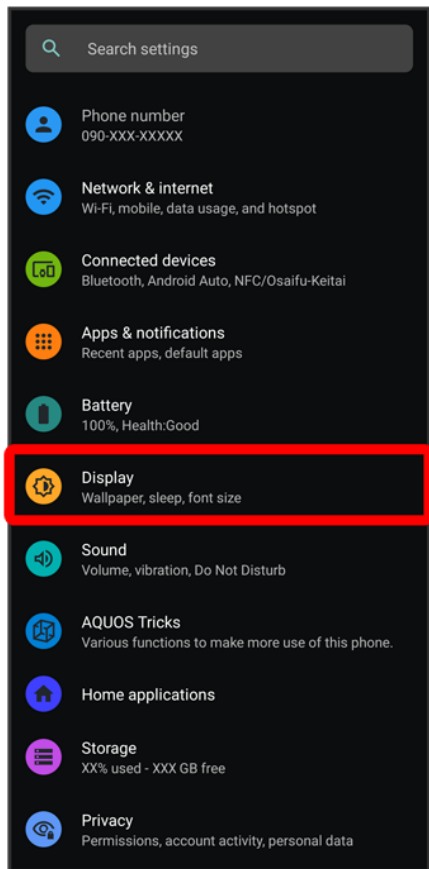 Search settings
Phone number
090-XXX-XXXXX
Network & internet
Wi-Fi, mobile, data usage, and hotspot
Connected devices
Bluetooth, Android Auto, NFC/Osaifu-Keitai
Apps & notifications
Recent apps, default apps
Battery
100%, Health:Good
Display
Wallpaper, sleep, font size
Sound
Volume, vibration, Do Not Disturb
AQUOS Tricks
Various functions to make more use of this phone.
Home applications
Storage
XX% used - XXX GB free
Privacy
Permissions, account activity, personal data